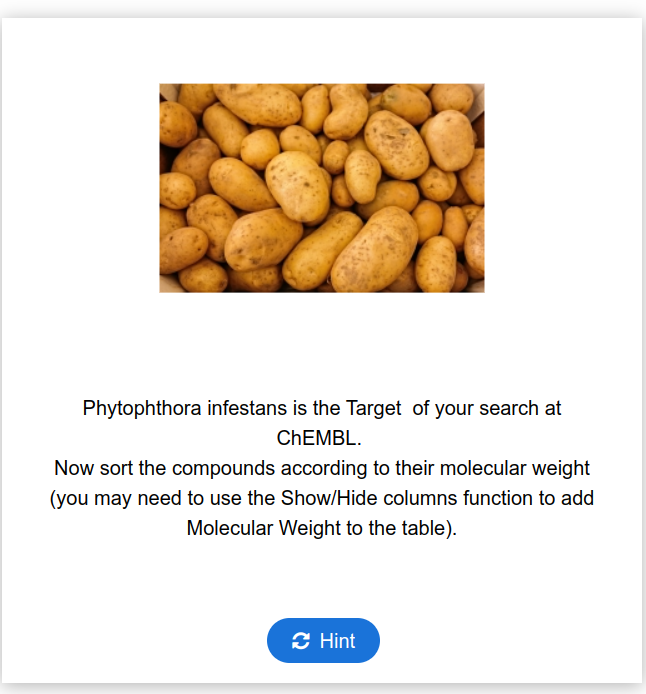 Phytophthora infestans is the Target  of your search at
ChEMBL.
Now sort the compounds according to their molecular weight
(you may need to use the Show/Hide columns function to add
Molecular Weight to the table).
Hint